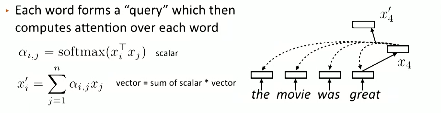 ▸ Each word forms a "query" which then
computes attention over each word
α_{i,j} = softmax(x_i^⊤ x_j) scalar
x'_i = \sum_{j=1}^{n} α_{i,j} x_j vector = sum of scalar * vector
x'_4
x_4
the movie was great